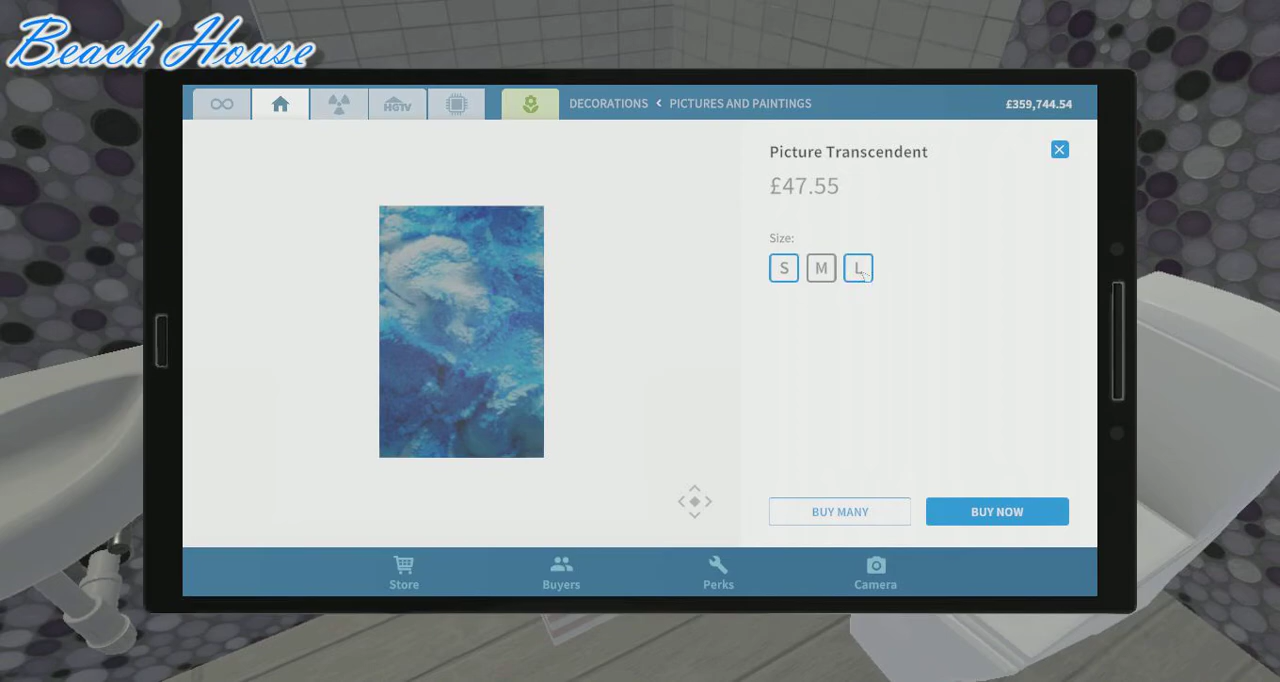 Beach House
HGTV
DECORATIONS < PICTURES AND PAINTINGS
£359,744.54
Picture Transcendent
£47.55
Size:
S M L
BUY MANY BUY NOW
Store Buyers Perks Camera